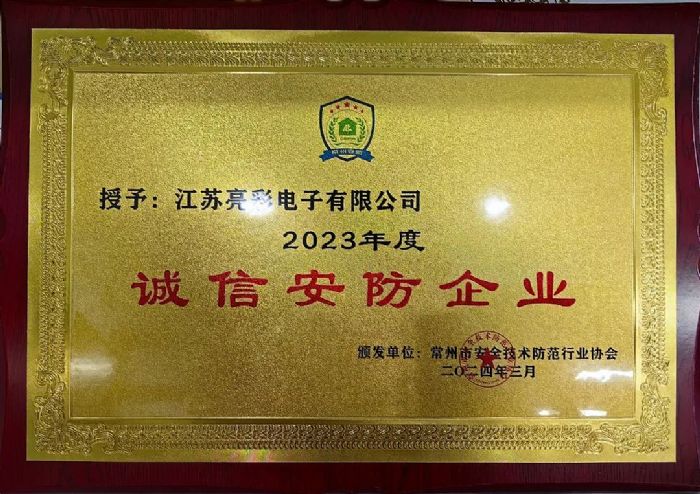 授予：江苏亮彩电子有限公司
2023年度
诚信安防企业
颁发单位：常州市安全技术防范行业协会
二〇二四年三月